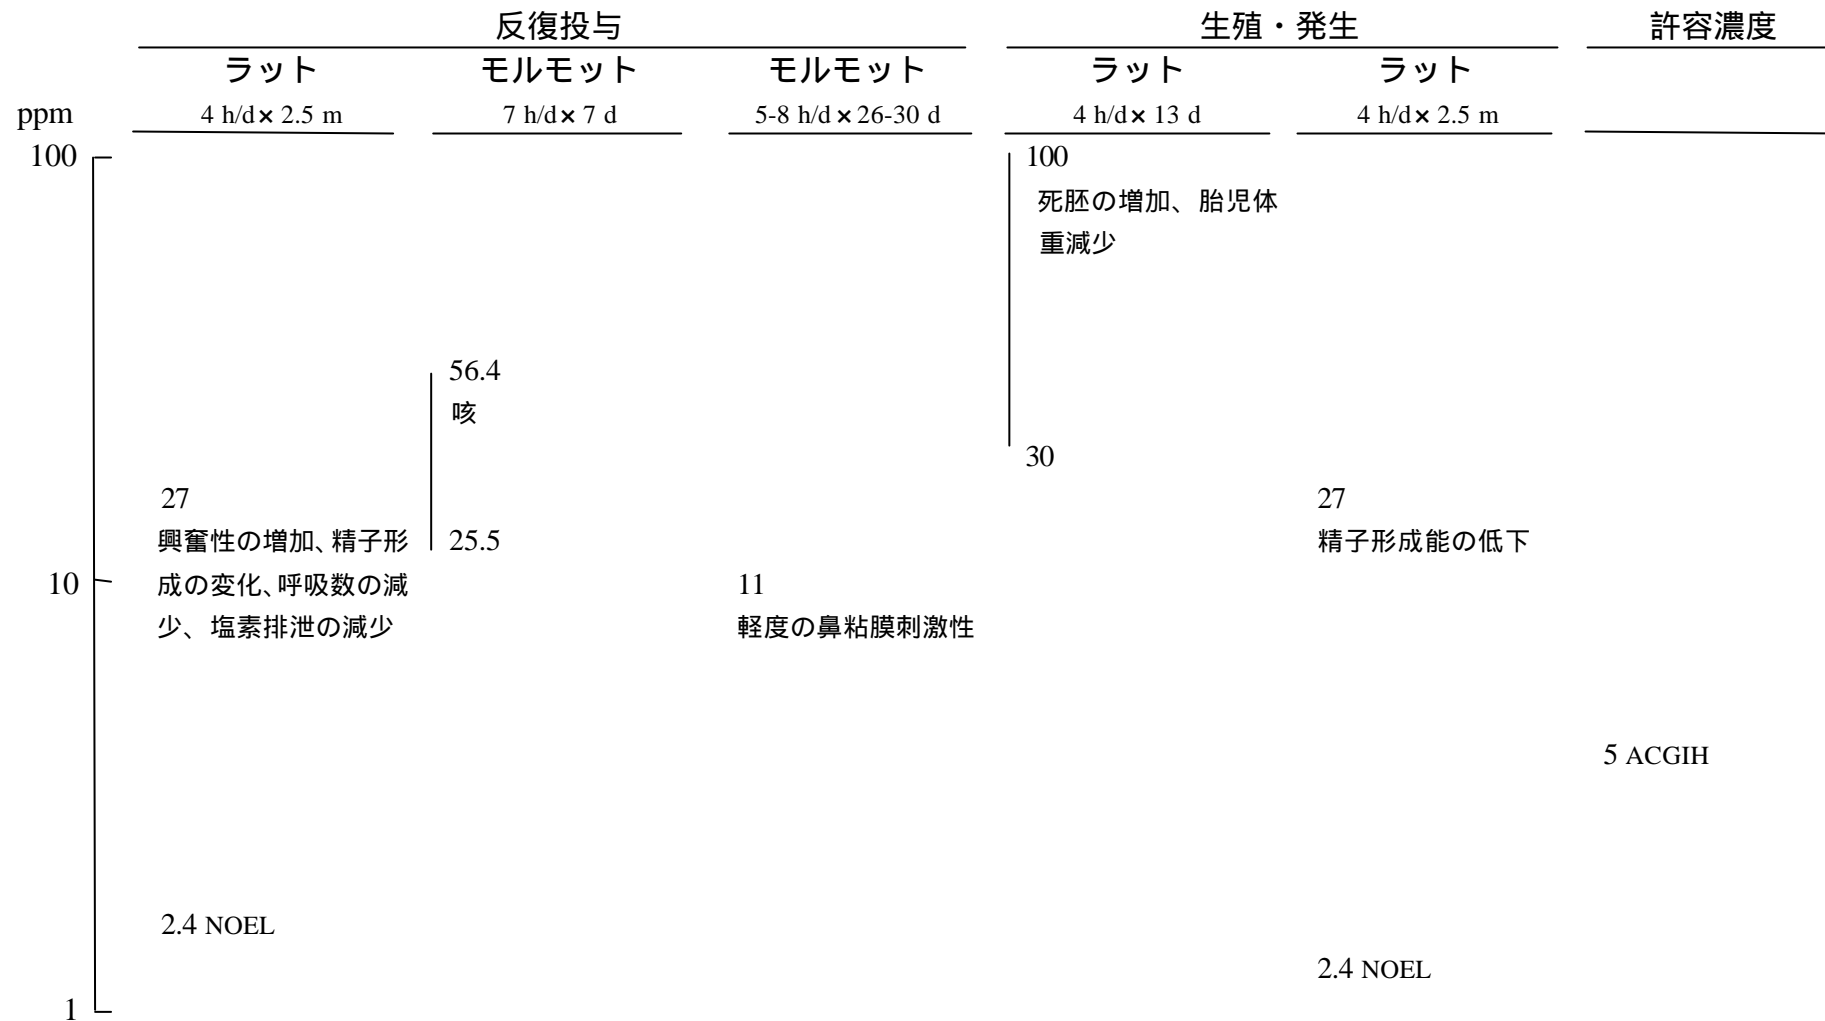 反復投与
生殖・発生
許容濃度
ラット
モルモット
モルモット
ラット
ラット
ppm
4 h/d×2.5 m
7 h/d×7 d
5-8 h/d×26-30 d
4 h/d×13 d
4 h/d×2.5 m
100
100
死胚の増加、胎児体
重減少
56.4
咳
30
27
興奮性の増加、精子形
成の変化、呼吸数の減
少、塩素排泄の減少
25.5
27
精子形成能の低下
10
11
軽度の鼻粘膜刺激性
5 ACGIH
2.4 NOEL
2.4 NOEL
1